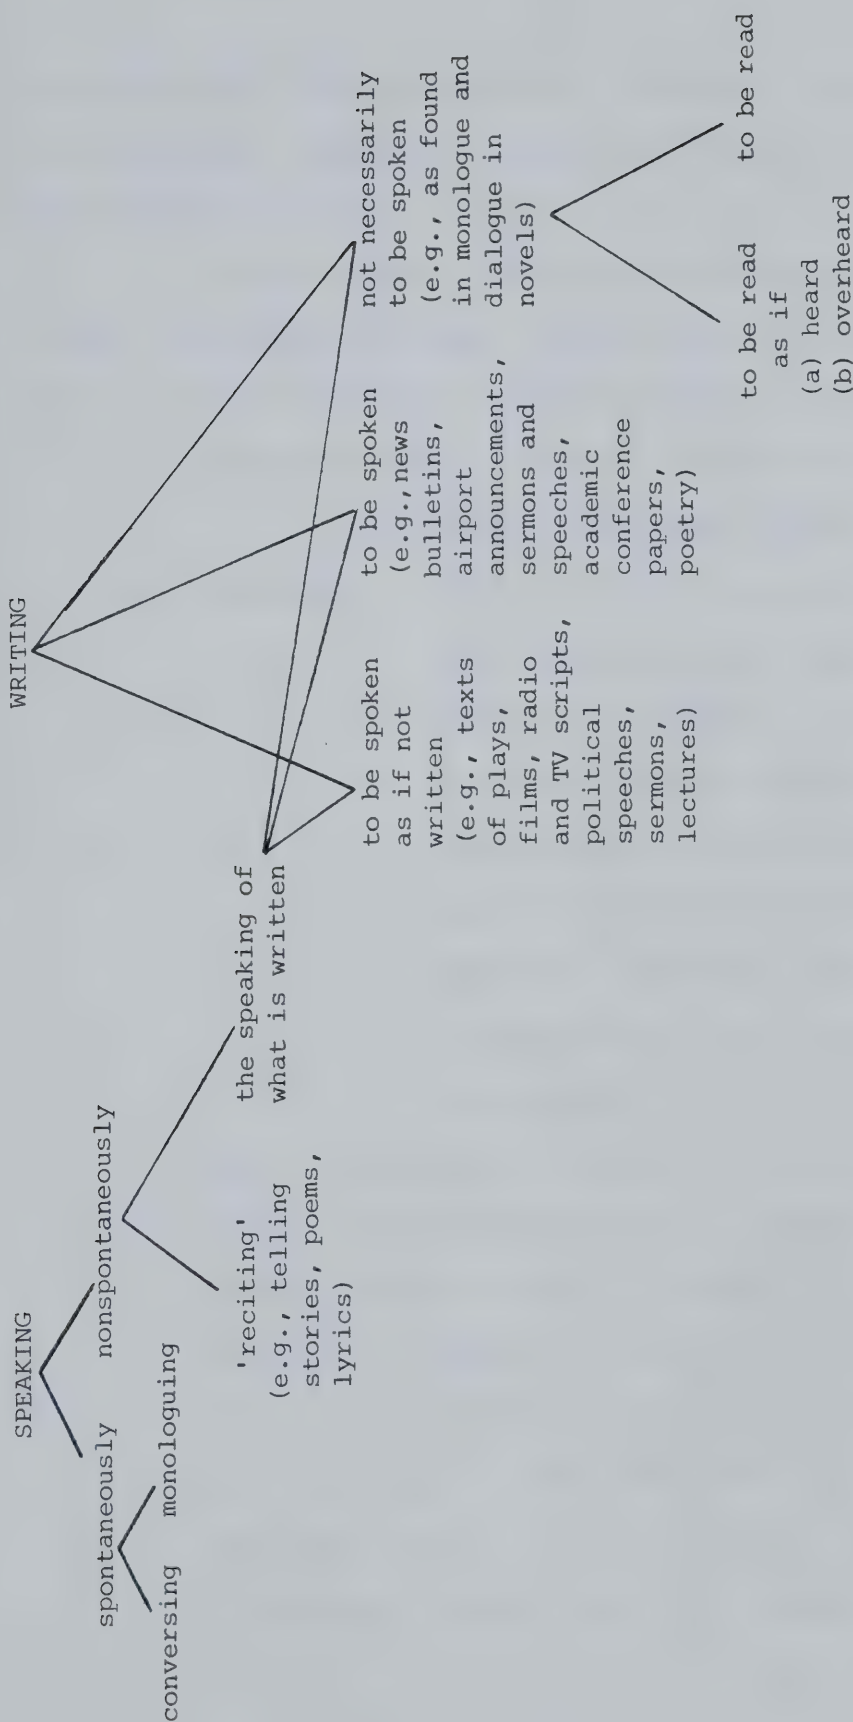 SPEAKING
spontaneously
nonspontaneously
conversing
monologuing
'reciting'
(e.g., telling
stories, poems,
lyrics)
the speaking of
what is written
WRITING
to be spoken
as if not
written
(e.g., texts
of plays,
films, radio
and TV scripts,
political
speeches,
sermons,
lectures)
to be spoken
(e.g.,news
bulletins,
airport
announcements,
sermons and
speeches,
academic
conference
papers,
poetry)
not necessarily
to be spoken
(e.g., as found
in monologue and
dialogue in
novels)
to be read
as if
(a) heard
(b) overheard
to be read